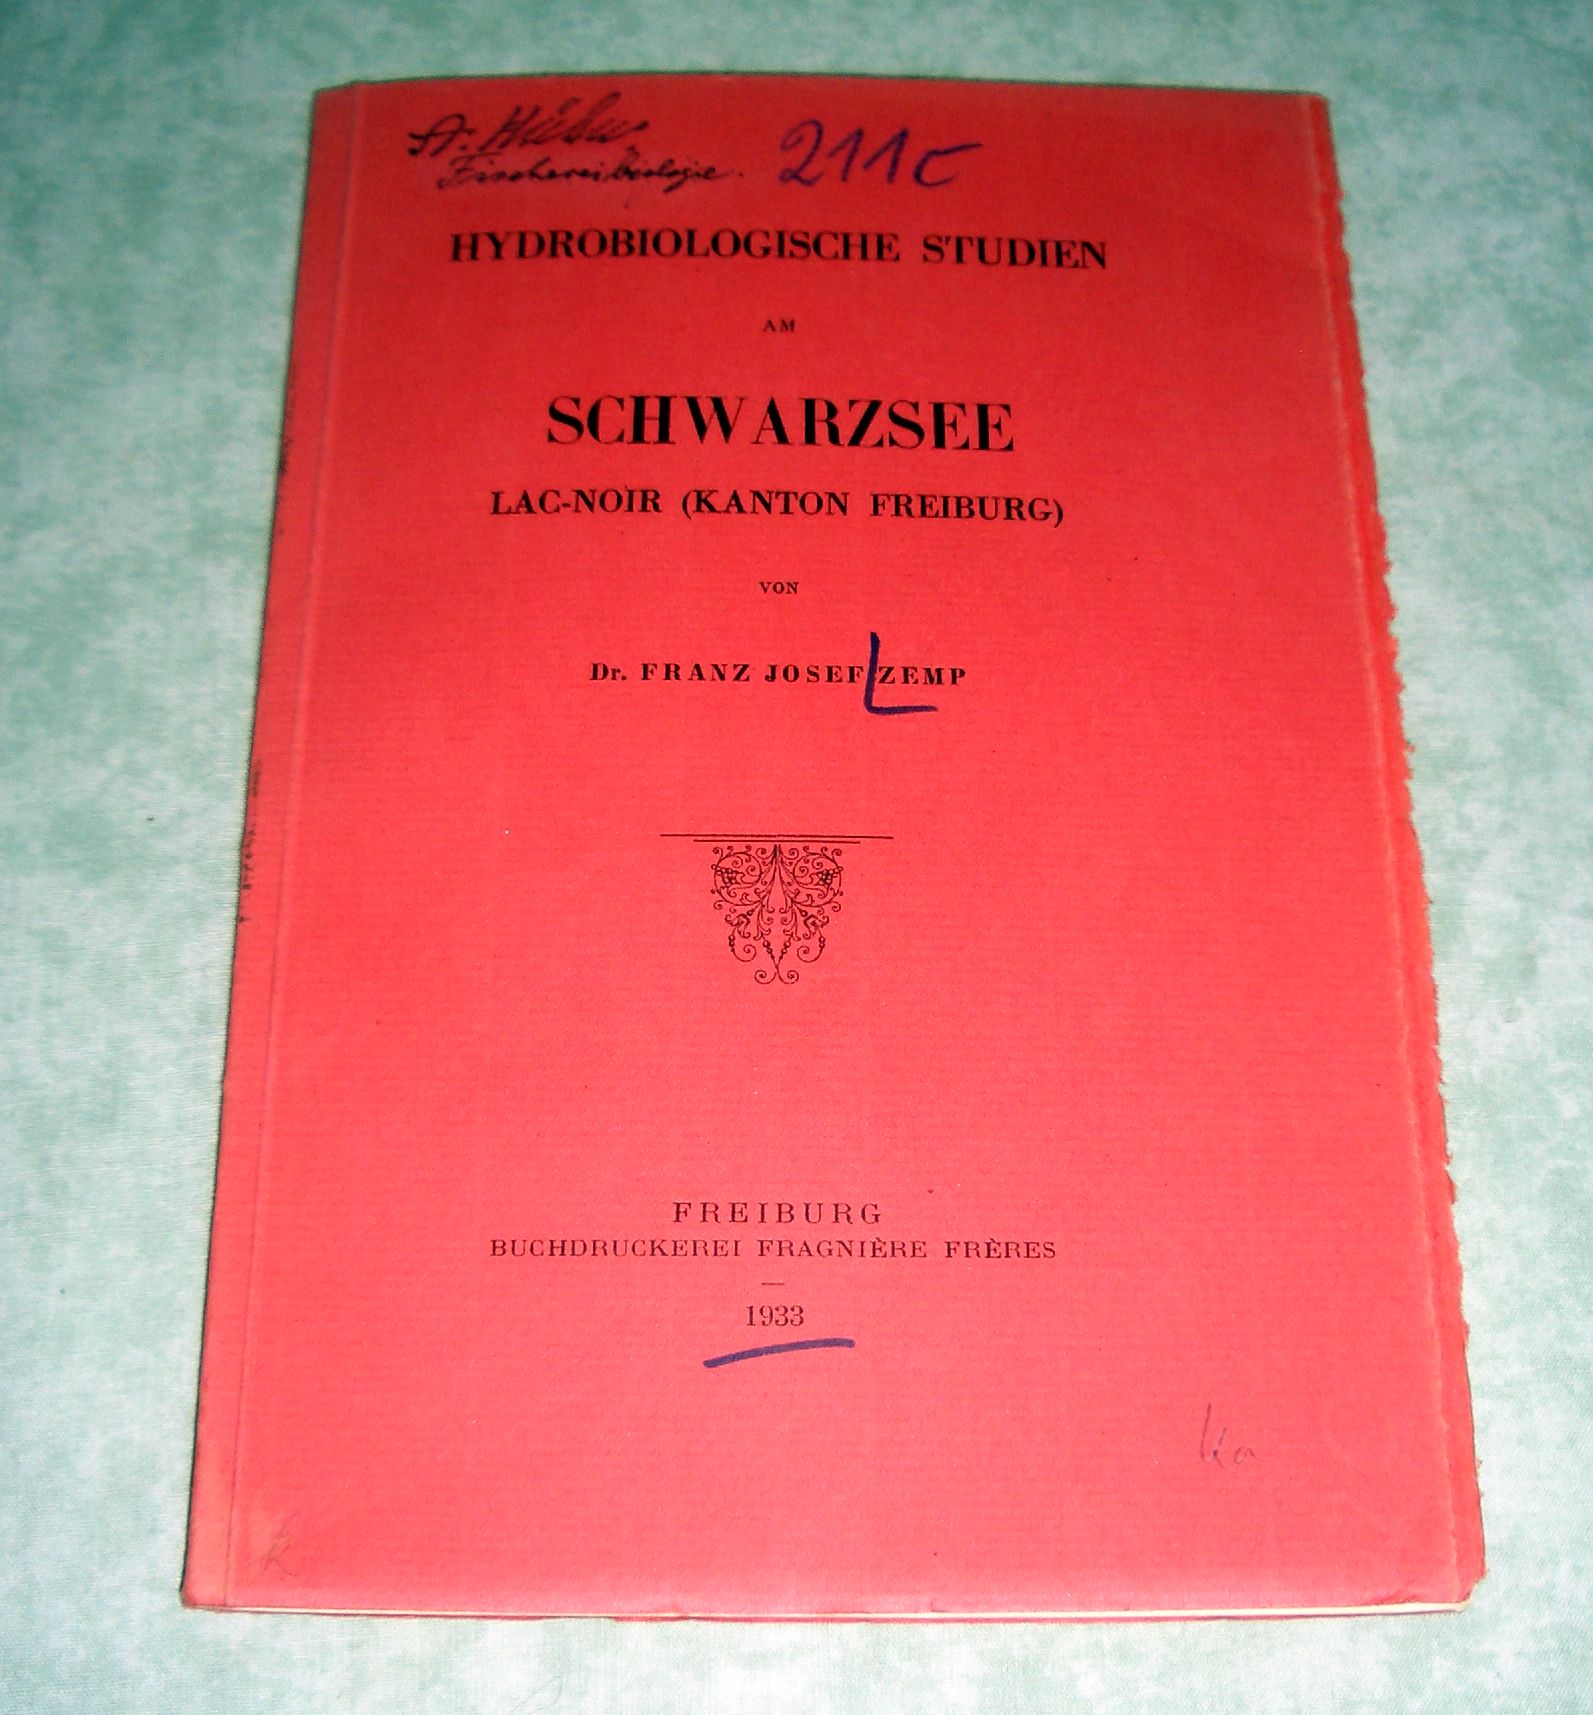 Fischereibiologie. 211c
HYDROBIOLOGISCHE STUDIEN
AM
SCHWARZSEE
LAC-NOIR (KANTON FREIBURG)
VON
Dr. FRANZ JOSEF ZEMP
FREIBURG
BUCHDRUCKEREI FRAGNIÈRE FRÈRES
1933